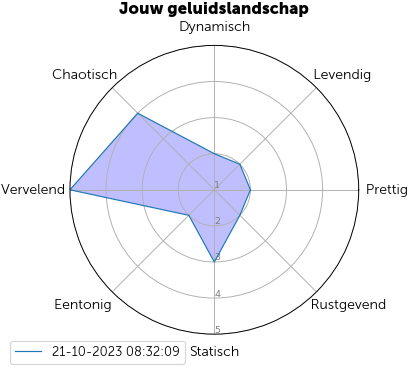 Jouw geluidslandschap
Dynamisch
Chaotisch
Levendig
Vervelend
1
Prettig
2
3
Eentonig
4
Rustgevend
5
21-10-2023 08:32:09
Statisch